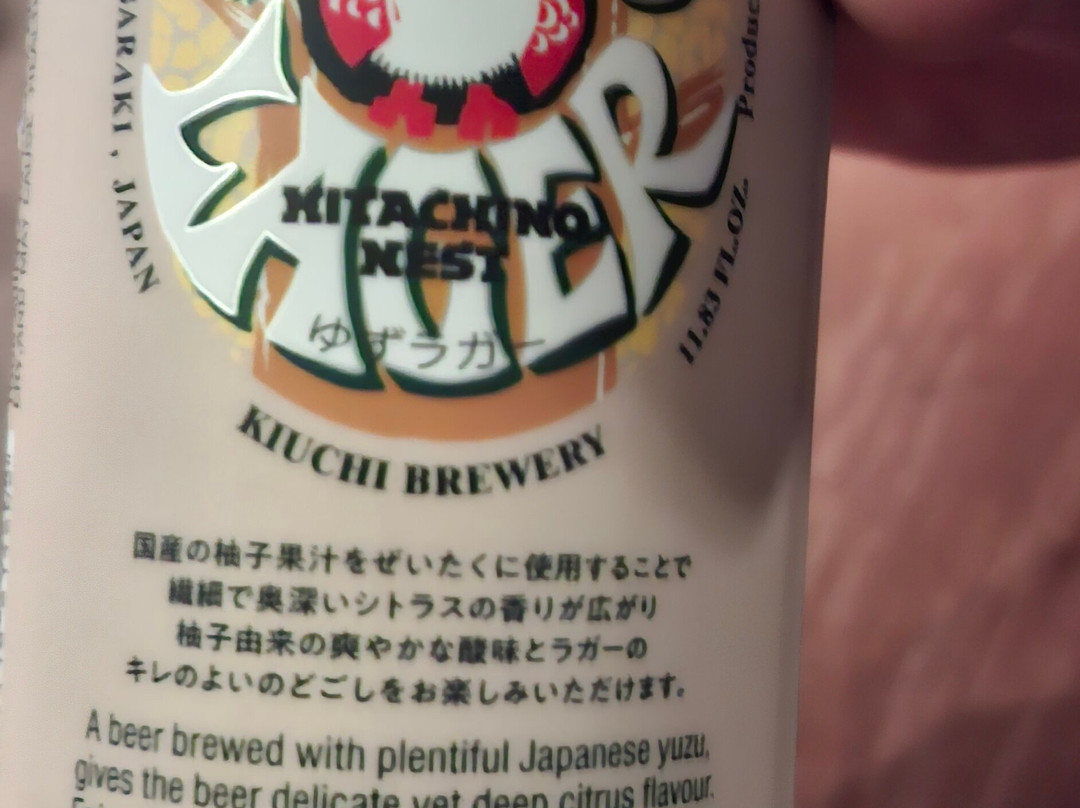 BARAKI , JAPAN
Produc
11.83 FL.OZ.
BEER
HITACHINO
NEST
ゆずラガー
KIUCHI BREWERY
国産の柚子果汁をぜいたくに使用することで
繊細で奥深いシトラスの香りが広がり
柚子由来の爽やかな酸味とラガーの
キレのよいのどごしをお楽しみいただけます。
A beer brewed with plentiful Japanese yuzu,
gives the beer delicate yet deep citrus flavour.